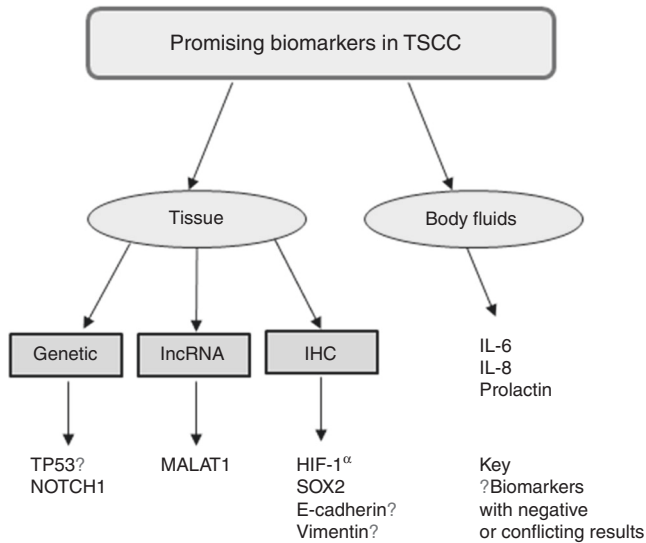 Promising biomarkers in TSCC
Tissue
Body fluids
Genetic
lncRNA
IHC
IL-6
IL-8
Prolactin
TP53?
NOTCH1
MALAT1
HIF-1α
SOX2
E-cadherin?
Vimentin?
Key
?Biomarkers
with negative
or conflicting results